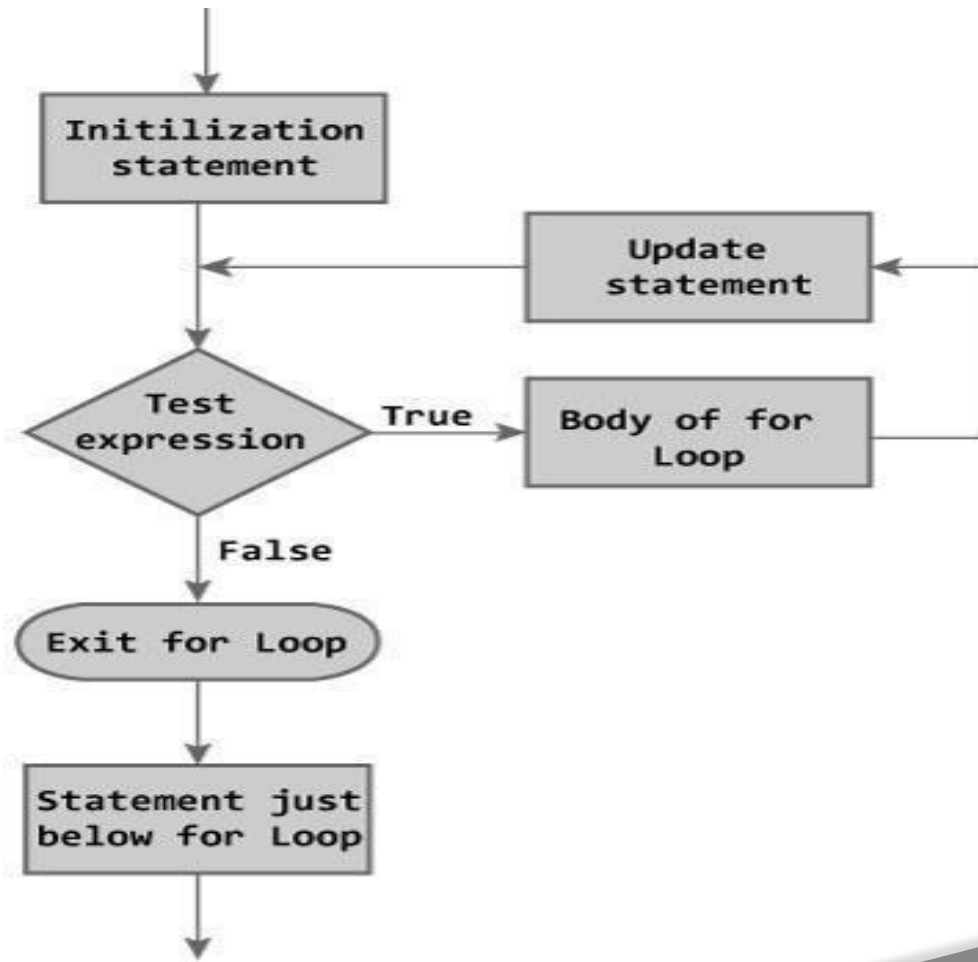 Initilization
statement
Update
statement
Test
expression
True
Body of for
Loop
False
Exit for Loop
Statement just
below for Loop